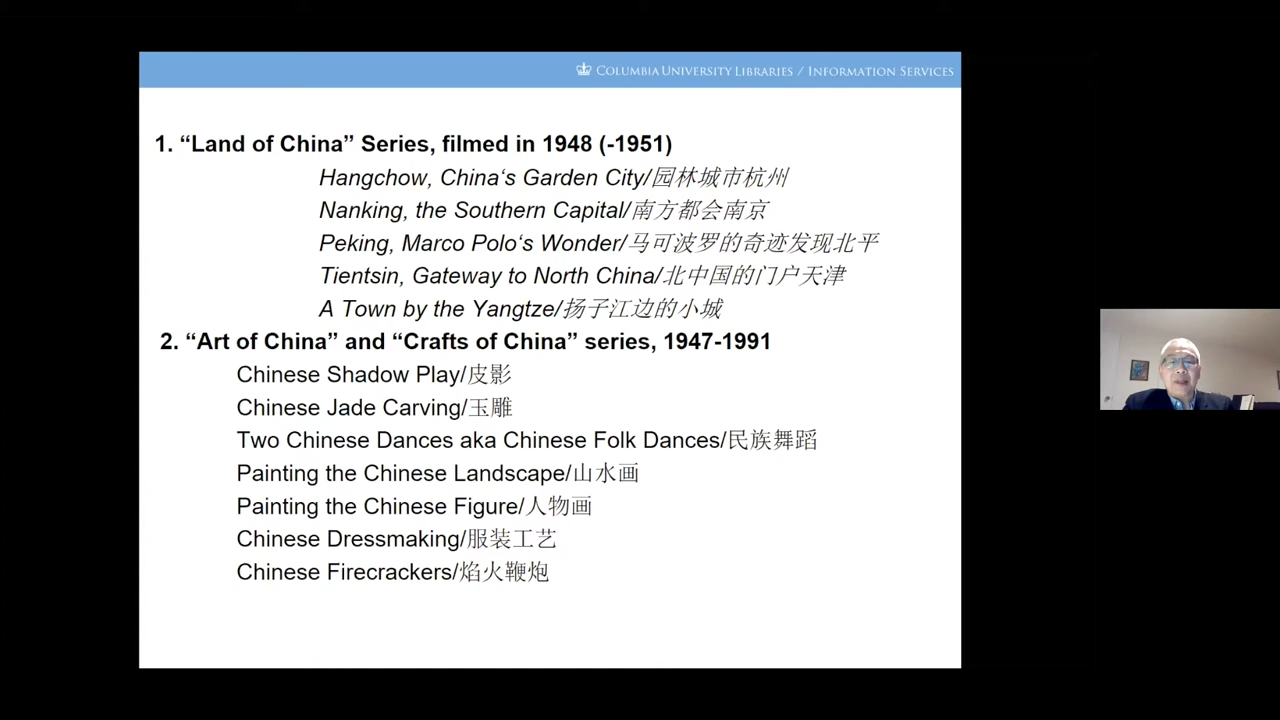 COLUMBIA UNIVERSITY LIBRARIES / INFORMATION SERVICES
1. “Land of China” Series, filmed in 1948 (-1951)
Hangchow, China‘s Garden City/园林城市杭州
Nanking, the Southern Capital/南方都会南京
Peking, Marco Polo‘s Wonder/马可波罗的奇迹发现北平
Tientsin, Gateway to North China/北中国的门户天津
A Town by the Yangtze/扬子江边的小城
2. “Art of China” and “Crafts of China” series, 1947-1991
Chinese Shadow Play/皮影
Chinese Jade Carving/玉雕
Two Chinese Dances aka Chinese Folk Dances/民族舞蹈
Painting the Chinese Landscape/山水画
Painting the Chinese Figure/人物画
Chinese Dressmaking/服装工艺
Chinese Firecrackers/焰火鞭炮